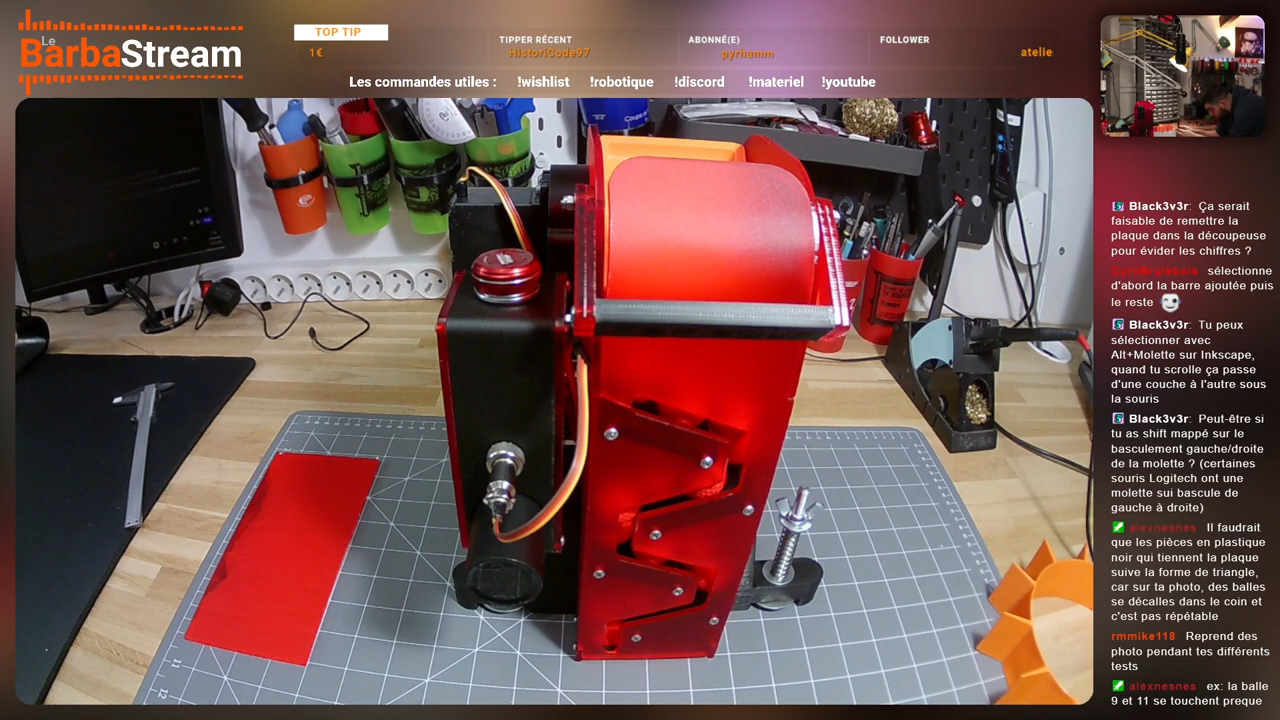 Le
BarbaStream
TOP TIP
1€
TIPPER RÉCENT
HistoriCode97
ABONNÉ(E)
pyrhamm
FOLLOWER
atelie
Les commandes utiles : !wishlist !robotique !discord !materiel !youtube
Black3v3r: Ça serait
faisable de remettre la
plaque dans la découpeuse
pour évider les chiffres ?
sélectionne
d'abord la barre ajoutée puis
le reste
Black3v3r: Tu peux
sélectionner avec
Alt+Molette sur Inkscape,
quand tu scrolle ça passe
d'une couche à l'autre sous
la souris
Black3v3r: Peut-être si
tu as shift mappé sur le
basculement gauche/droite
de la molette ? (certaines
souris Logitech ont une
molette sui bascule de
gauche à droite)
alexnesnes Il faudrait
que les pièces en plastique
noir qui tiennent la plaque
suive la forme de triangle,
car sur ta photo, des balles
se décalles dans le coin et
c'est pas répétable
rmmike118 Reprend des
photo pendant tes différents
tests
alexnesnes ex: la balle
9 et 11 se touchent preque